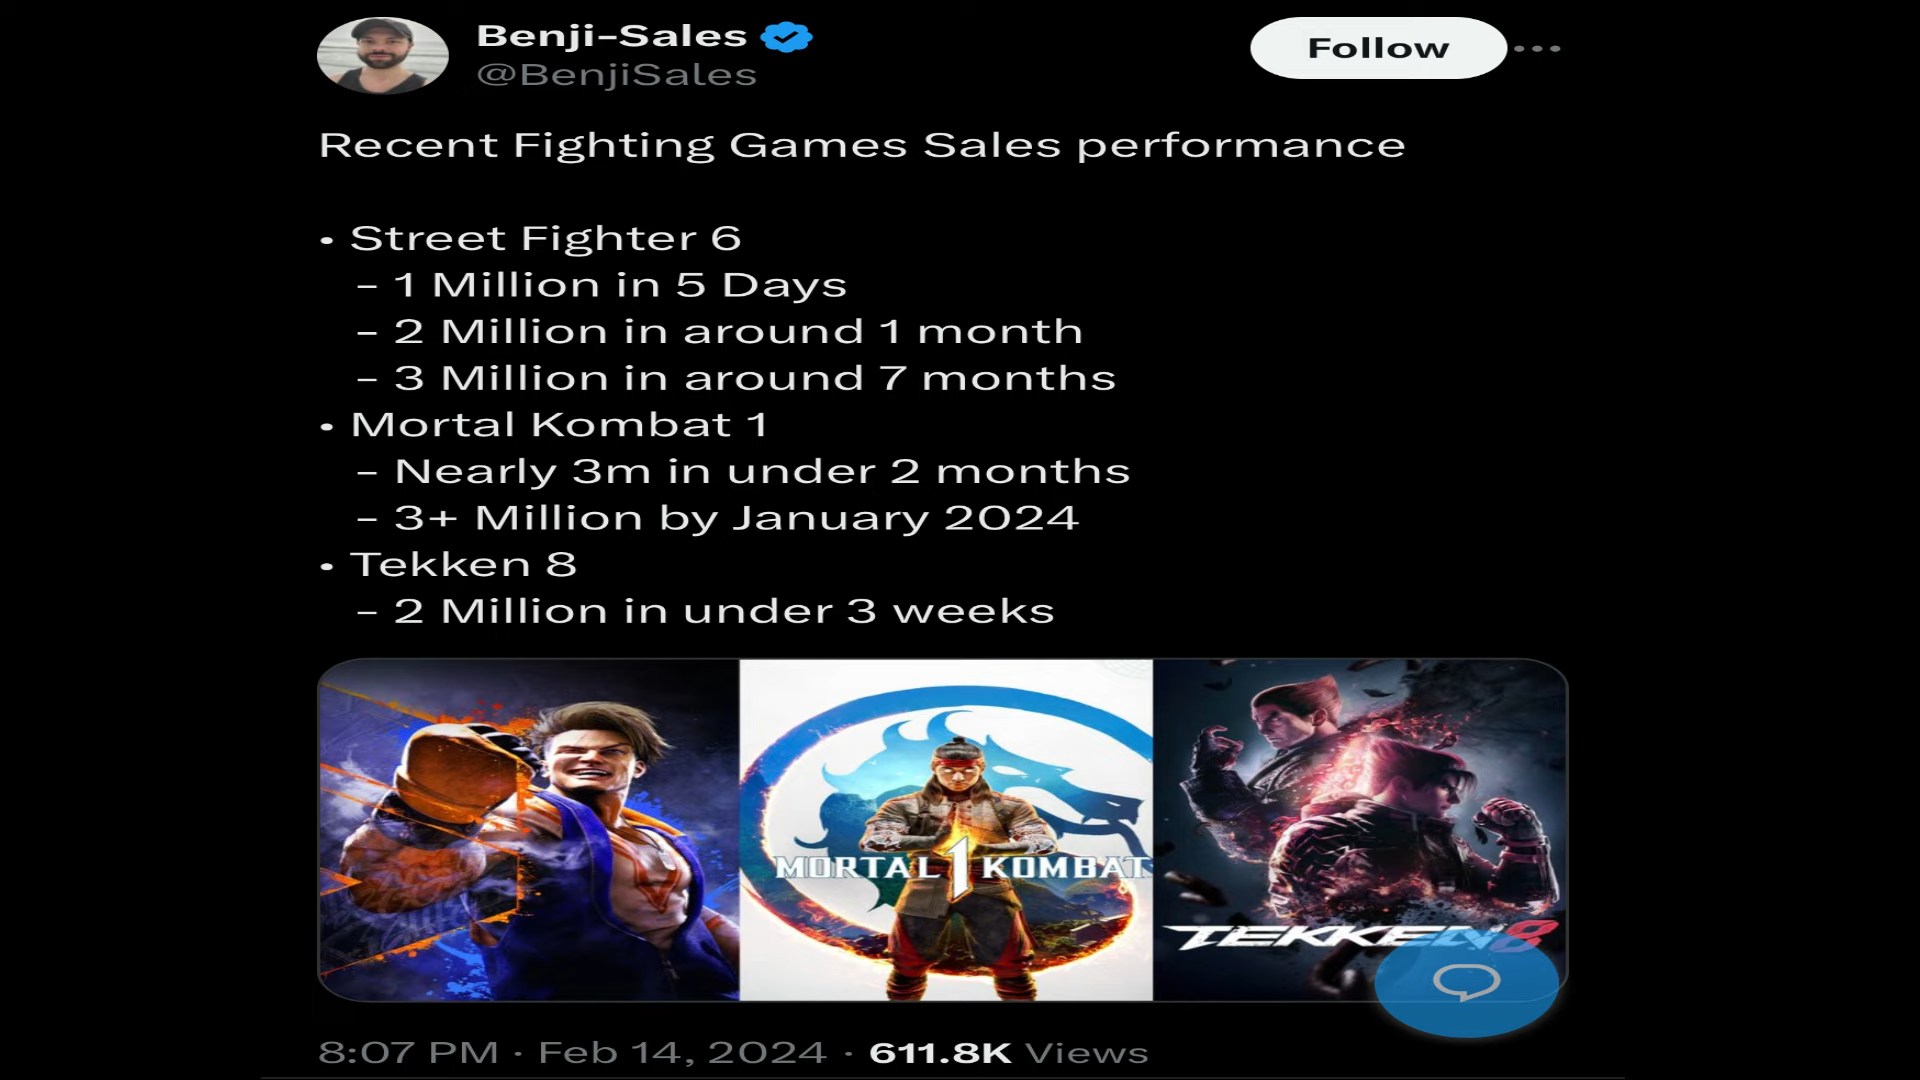 Benji-Sales
@BenjiSales
Follow
Recent Fighting Games Sales performance
• Street Fighter 6
– 1 Million in 5 Days
– 2 Million in around 1 month
– 3 Million in around 7 months
• Mortal Kombat 1
– Nearly 3m in under 2 months
– 3+ Million by January 2024
• Tekken 8
– 2 Million in under 3 weeks
MORTAL 1 KOMBAT
TEKKEN 8
8:07 PM · Feb 14, 2024 · 611.8K Views